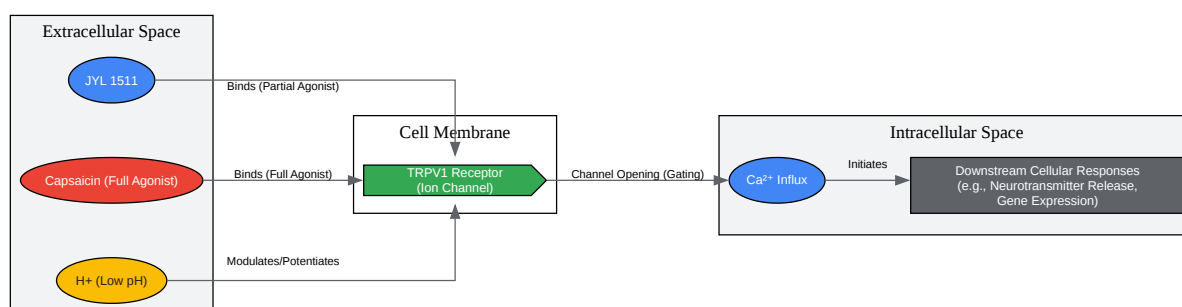 Extracellular Space
JYL 1511
Binds (Partial Agonist)
Cell Membrane
Intracellular Space
Capsaicin (Full Agonist)
Binds (Full Agonist)
TRPV1 Receptor
(Ion Channel)
Channel Opening (Gating)
Ca²⁺ Influx
Initiates
Downstream Cellular Responses
(e.g., Neurotransmitter Release,
Gene Expression)
H+ (Low pH)
Modulates/Potentiates